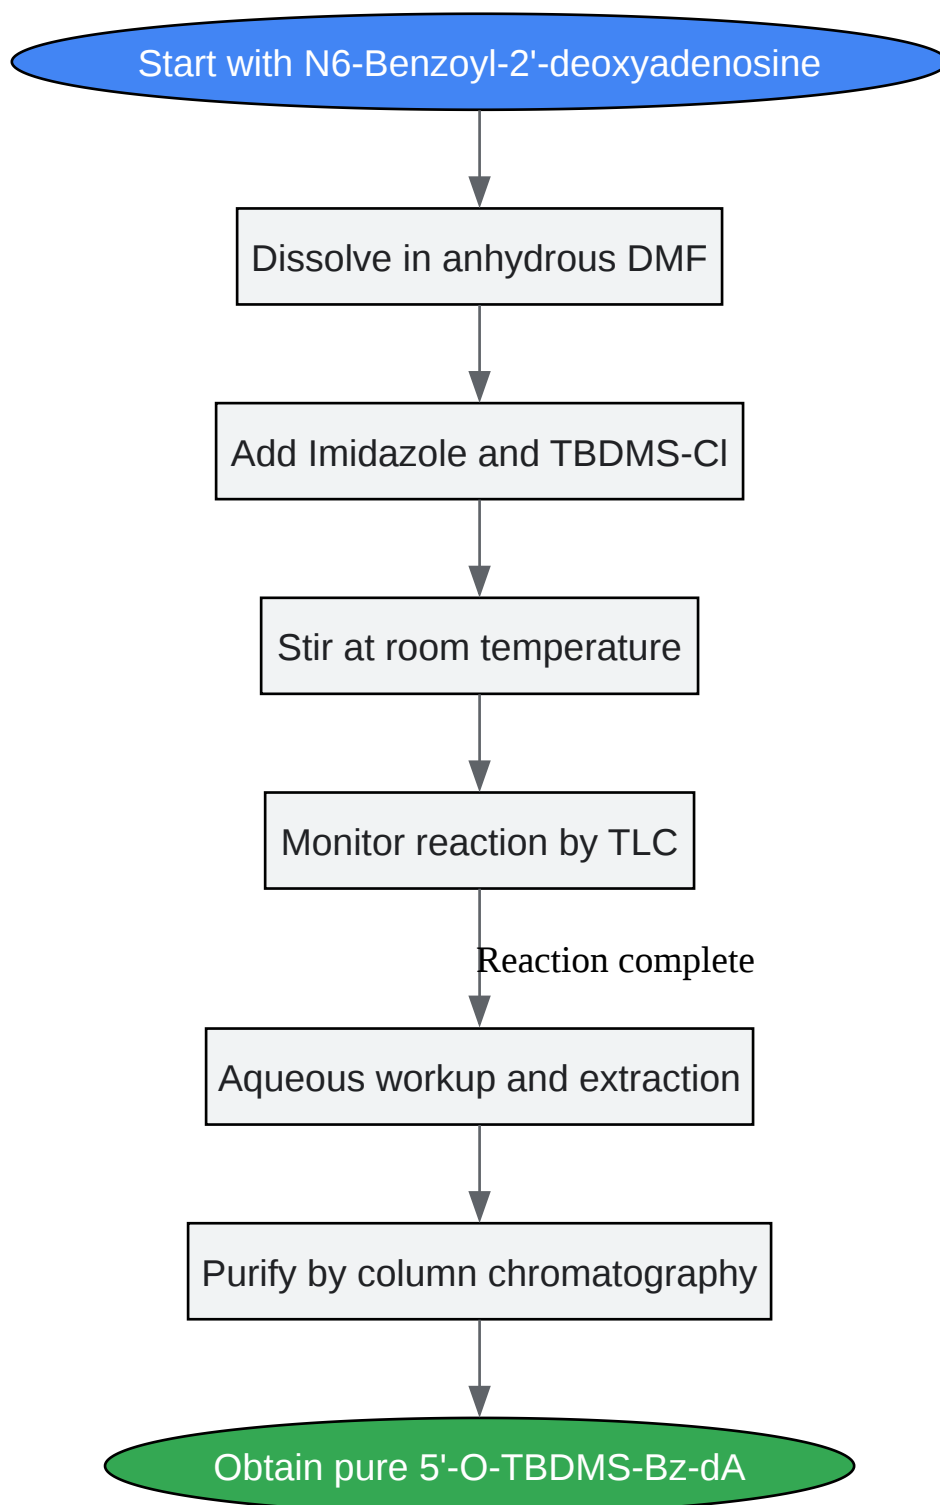 Start with N6-Benzoyl-2'-deoxyadenosine
Dissolve in anhydrous DMF
Add Imidazole and TBDMS-Cl
Stir at room temperature
Monitor reaction by TLC
Reaction complete
Aqueous workup and extraction
Purify by column chromatography
Obtain pure 5'-O-TBDMS-Bz-dA